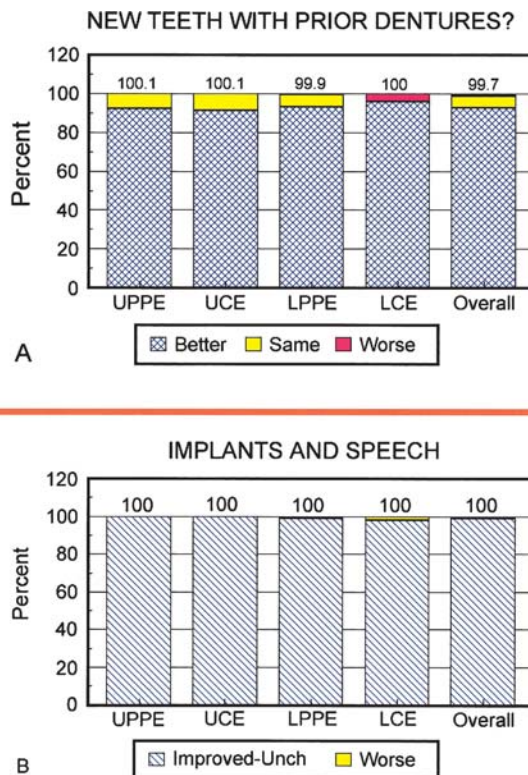 NEW TEETH WITH PRIOR DENTURES?
120
100.1 100.1 99.9 100 99.7
100
80
60
40
20
0
Percent
UPPE UCE LPPE LCE Overall
A
Better Same Worse
IMPLANTS AND SPEECH
120
100 100 100 100 100
100
80
60
40
20
0
Percent
UPPE UCE LPPE LCE Overall
B
Improved-Unch Worse